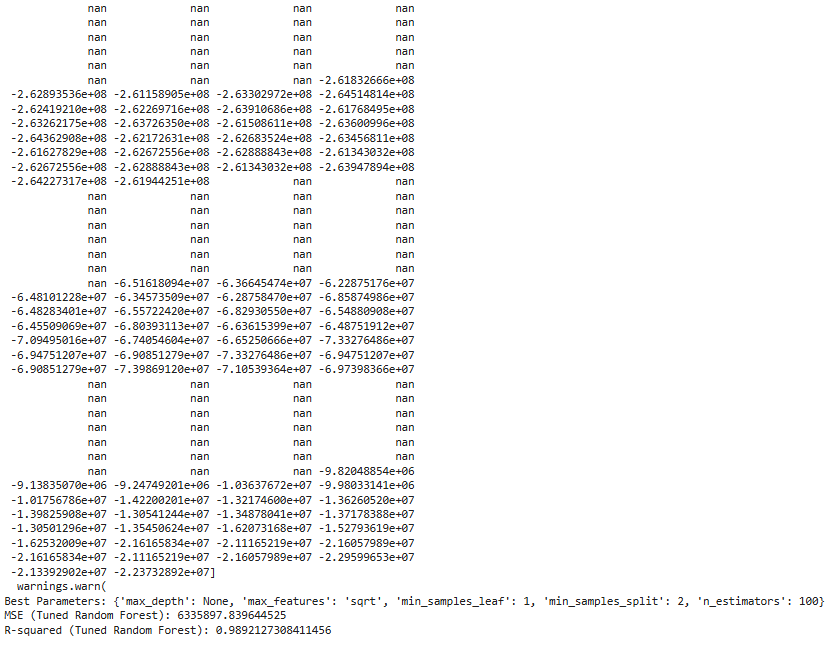 nan nan nan nan
nan nan nan nan
nan nan nan nan
nan nan nan nan
nan nan nan nan
nan nan nan -2.61832666e+08
-2.62893536e+08 -2.61158905e+08 -2.63302972e+08 -2.64514814e+08
-2.62419210e+08 -2.62269716e+08 -2.63910686e+08 -2.61768495e+08
-2.63262175e+08 -2.63726350e+08 -2.61508611e+08 -2.63600996e+08
-2.64362908e+08 -2.62172631e+08 -2.62683524e+08 -2.63456811e+08
-2.61627829e+08 -2.62672556e+08 -2.62888843e+08 -2.61343032e+08
-2.62672556e+08 -2.62888843e+08 -2.61343032e+08 -2.63947894e+08
-2.64227317e+08 -2.61944251e+08 nan nan
nan nan nan nan
nan nan nan nan
nan nan nan nan
nan nan nan nan
nan nan nan nan
nan nan nan nan
nan -6.51618094e+07 -6.36645474e+07 -6.22875176e+07
-6.48101228e+07 -6.34573509e+07 -6.28758470e+07 -6.85874986e+07
-6.48283401e+07 -6.55722420e+07 -6.82930550e+07 -6.54880908e+07
-6.45509069e+07 -6.80393113e+07 -6.63615399e+07 -6.48751912e+07
-7.09495016e+07 -6.74054604e+07 -6.65250666e+07 -7.33276486e+07
-6.94751207e+07 -6.90851279e+07 -7.33276486e+07 -6.94751207e+07
-6.90851279e+07 -7.39869120e+07 -7.10539364e+07 -6.97398366e+07
nan nan nan nan
nan nan nan nan
nan nan nan nan
nan nan nan nan
nan nan nan nan
nan nan nan nan
nan nan nan -9.82048854e+06
-9.13835070e+06 -9.24749201e+06 -1.03637672e+07 -9.98033141e+06
-1.01756786e+07 -1.42200201e+07 -1.32174600e+07 -1.36260520e+07
-1.39825908e+07 -1.30541244e+07 -1.34878041e+07 -1.37178388e+07
-1.30501296e+07 -1.35450624e+07 -1.62073168e+07 -1.52793619e+07
-1.62532009e+07 -2.16165834e+07 -2.11165219e+07 -2.16057989e+07
-2.16165834e+07 -2.11165219e+07 -2.16057989e+07 -2.29599653e+07
-2.13392902e+07 -2.23732892e+07]
warnings.warn(
Best Parameters: {'max_depth': None, 'max_features': 'sqrt', 'min_samples_leaf': 1, 'min_samples_split': 2, 'n_estimators': 100}
MSE (Tuned Random Forest): 6335897.839644525
R-squared (Tuned Random Forest): 0.9892127308411456